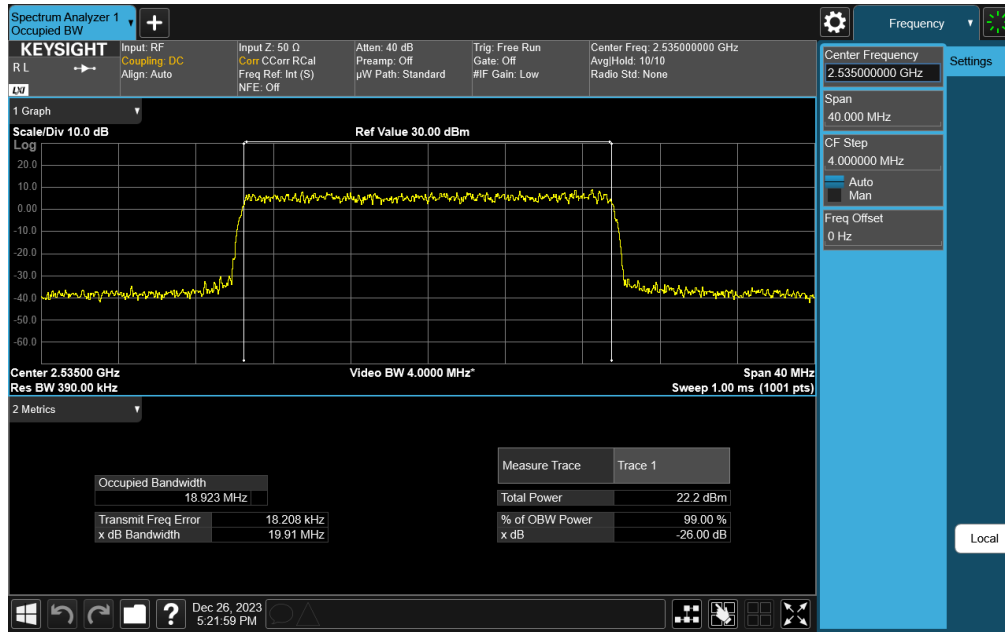 Spectrum Analyzer 1
Occupied BW
Frequency
KEYSIGHT
R L
LXI
Input: RF
Coupling: DC
Align: Auto
Input Z: 50 Ω
Corr CCorr RCal
Freq Ref: Int (S)
NFE: Off
Atten: 40 dB
Preamp: Off
µW Path: Standard
Trig: Free Run
Gate: Off
#IF Gain: Low
Center Freq: 2.535000000 GHz
Avg|Hold: 10/10
Radio Std: None
Center Frequency
2.535000000 GHz
Settings
Span
40.000 MHz
CF Step
4.000000 MHz
Auto
Man
Freq Offset
0 Hz
1 Graph
Scale/Div 10.0 dB
Ref Value 30.00 dBm
Log
20.0
10.0
0.00
-10.0
-20.0
-30.0
-40.0
-50.0
-60.0
Center 2.53500 GHz
Video BW 4.0000 MHz*
Span 40 MHz
Res BW 390.00 kHz
Sweep 1.00 ms (1001 pts)
2 Metrics
Occupied Bandwidth
18.923 MHz
Transmit Freq Error 18.208 kHz
x dB Bandwidth 19.91 MHz
Measure Trace Trace 1
Total Power 22.2 dBm
% of OBW Power 99.00 %
x dB -26.00 dB
Local
Dec 26, 2023
5:21:59 PM